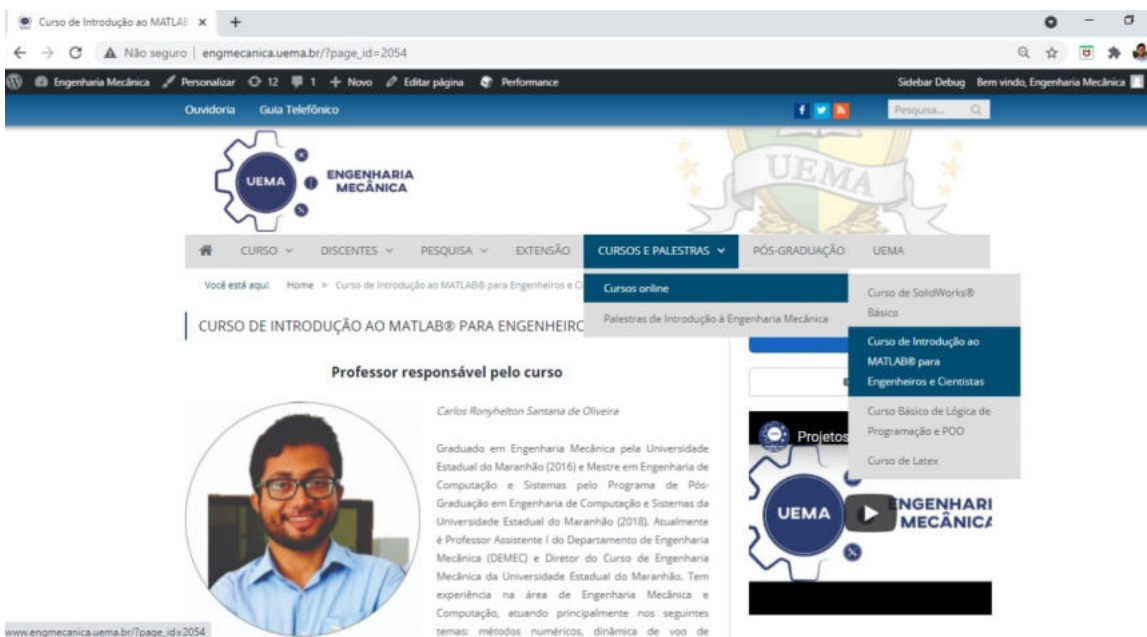 Curso de Introdução ao MATLAB
Não seguro
engmecanica.uema.br/?page_id=2054
Engenharia Mecânica Personalizar 12 1 Novo Editar página Performance Sidebar Debug Bem vindo, Engenharia Mecânica
Ouvidoria Guia Telefônico Pesquisa...
UEMA ENGENHARIA
MECÂNICA
UEMA
CURSO DISCENTES PESQUISA EXTENSÃO CURSOS E PALESTRAS PÓS-GRADUAÇÃO UEMA
Você está aqui: Home » Curso de Introdução ao MATLAB® para Engenheiros e Ci
Cursos online
Palestras de Introdução à Engenharia Mecânica
Curso de SolidWorks®
Básico
Curso de Introdução ao
MATLAB® para
Engenheiros e Cientistas
Curso Básico de Lógica de
Programação e POO
Curso de Latex
CURSO DE INTRODUÇÃO AO MATLAB® PARA ENGENHEIRO
Professor responsável pelo curso
Carlos Ronyhelton Santana de Oliveira
Graduado em Engenharia Mecânica pela Universidade
Estadual do Maranhão (2016) e Mestre em Engenharia de
Computação e Sistemas pelo Programa de Pós-
Graduação em Engenharia de Computação e Sistemas da
Universidade Estadual do Maranhão (2018). Atualmente
é Professor Assistente I do Departamento de Engenharia
Mecânica (DEMEC) e Diretor do Curso de Engenharia
Mecânica da Universidade Estadual do Maranhão. Tem
experiência na área de Engenharia Mecânica e
Computação, atuando principalmente nos seguintes
temas: métodos numéricos, dinâmica de voo de
Projetos
UEMA
ENGENHARI
MECÂNICA
www.engmecanica.uema.br/?page_id=2054